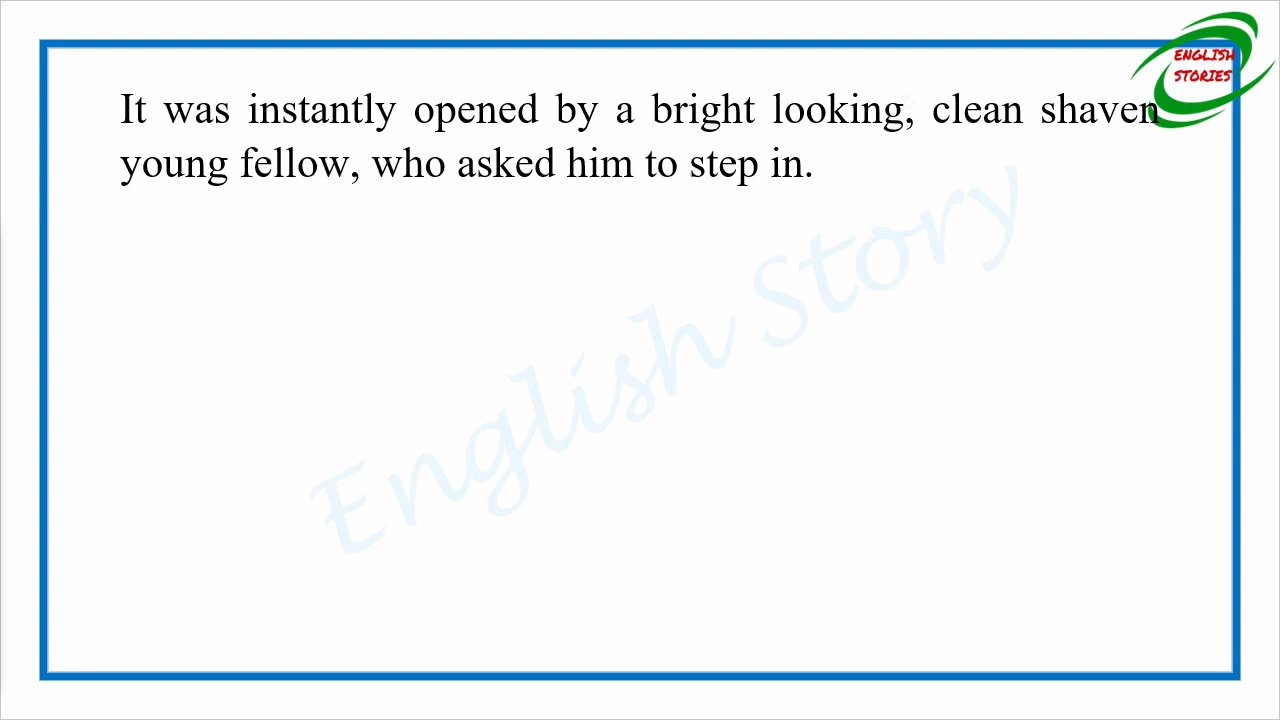 ENGLISH
STORIES
It was instantly opened by a bright looking, clean shaven
young fellow, who asked him to step in.
English Story